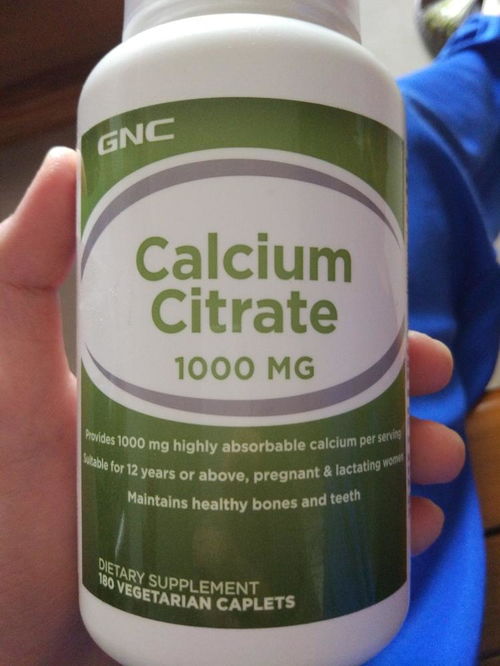 GNC
Calcium
Citrate
1000 MG
Provides 1000 mg highly absorbable calcium per serving
Suitable for 12 years or above, pregnant & lactating women
Maintains healthy bones and teeth
DIETARY SUPPLEMENT
180 VEGETARIAN CAPLETS